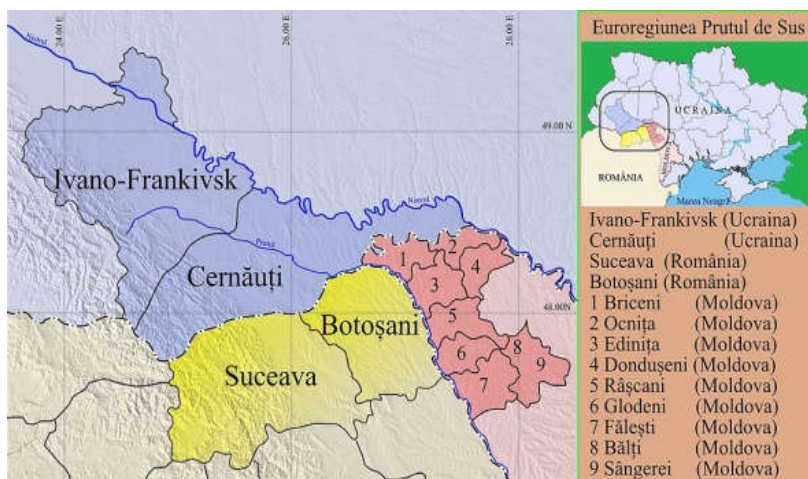 24.00 E
26.00 E
28.00 E
Nistrul
49.00 N
Ivano-Frankivsk
Nistrul
Prutul
Cernăuți
1
2
3
4
48.00N
5
Botoșani
6
8
Suceava
7
9
Euroregiunea Prutul de Sus
UCRAINA
MOLDOVA
ROMÂNIA
Marea Neagră
Ivano-Frankivsk (Ucraina)
Cernăuți (Ucraina)
Suceava (România)
Botoșani (România)
1 Briceni (Moldova)
2 Ocnița (Moldova)
3 Edinița (Moldova)
4 Dondușeni (Moldova)
5 Râșcani (Moldova)
6 Glodeni (Moldova)
7 Fălești (Moldova)
8 Bălți (Moldova)
9 Sângerei (Moldova)